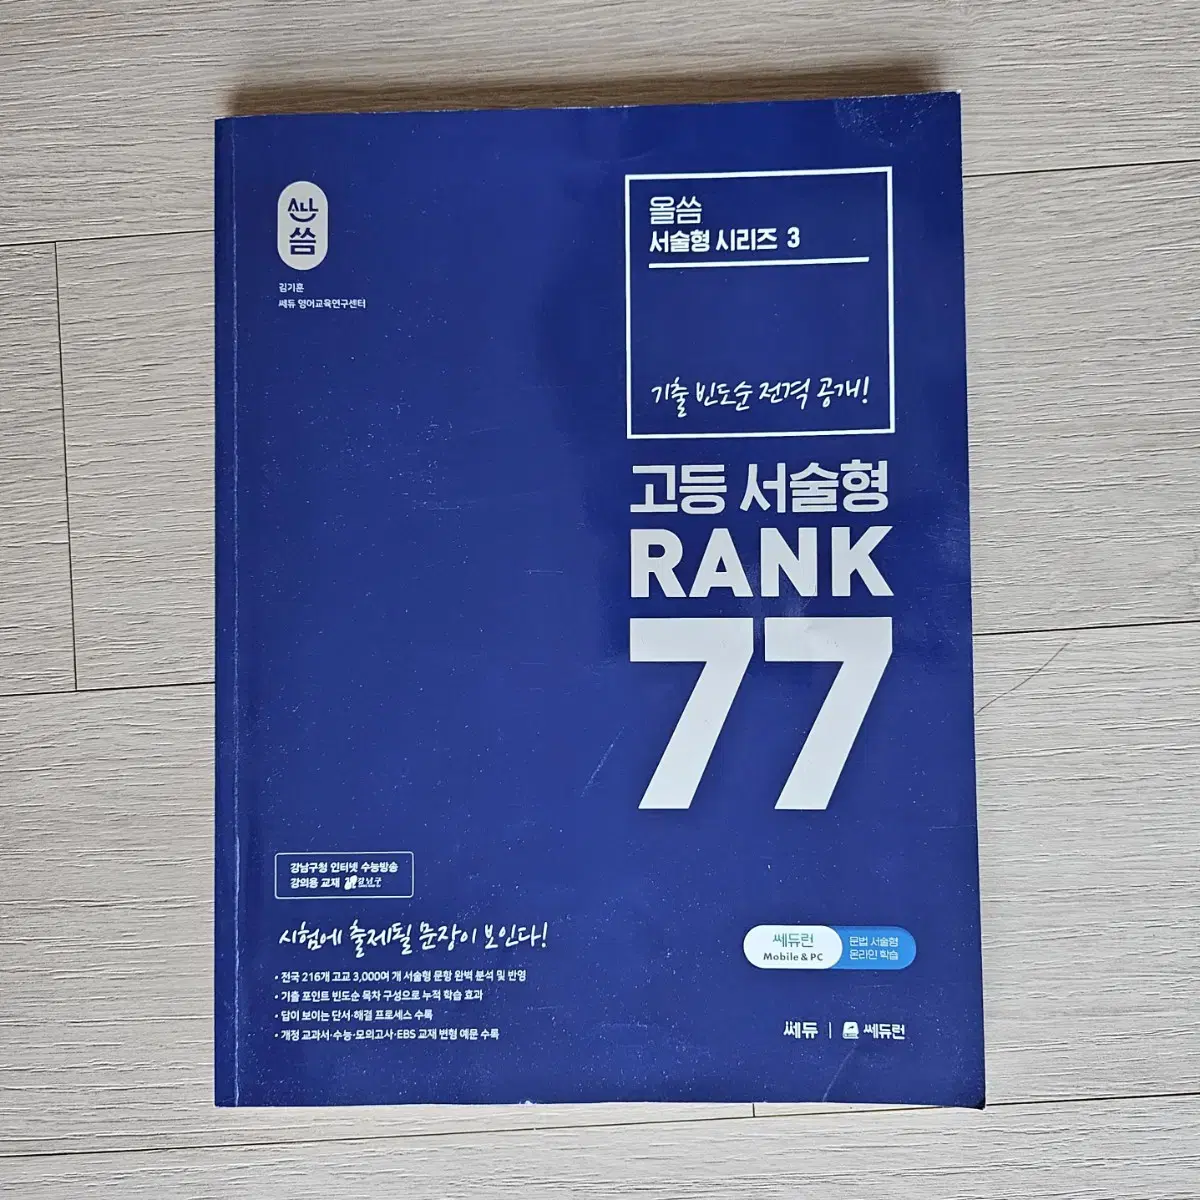 ALL
씀
김기훈
쎄듀 영어교육연구센터
올씀
서술형 시리즈 3
기출 빈도순 전격 공개!
고등 서술형
RANK
77
강남구청 인터넷 수능방송
강의용 교재 강남구
시험에 출제될 문장이 보인다!
• 전국 216개 고교 3,000여 개 서술형 문항 완벽 분석 및 반영
• 기출 포인트 빈도순 목차 구성으로 누적 학습 효과
• 답이 보이는 단서·해결 프로세스 수록
• 개정 교과서·수능·모의고사·EBS 교재 변형 예문 수록
쎄듀런
Mobile & PC
문법 서술형
온라인 학습
쎄듀 | 쎄듀런